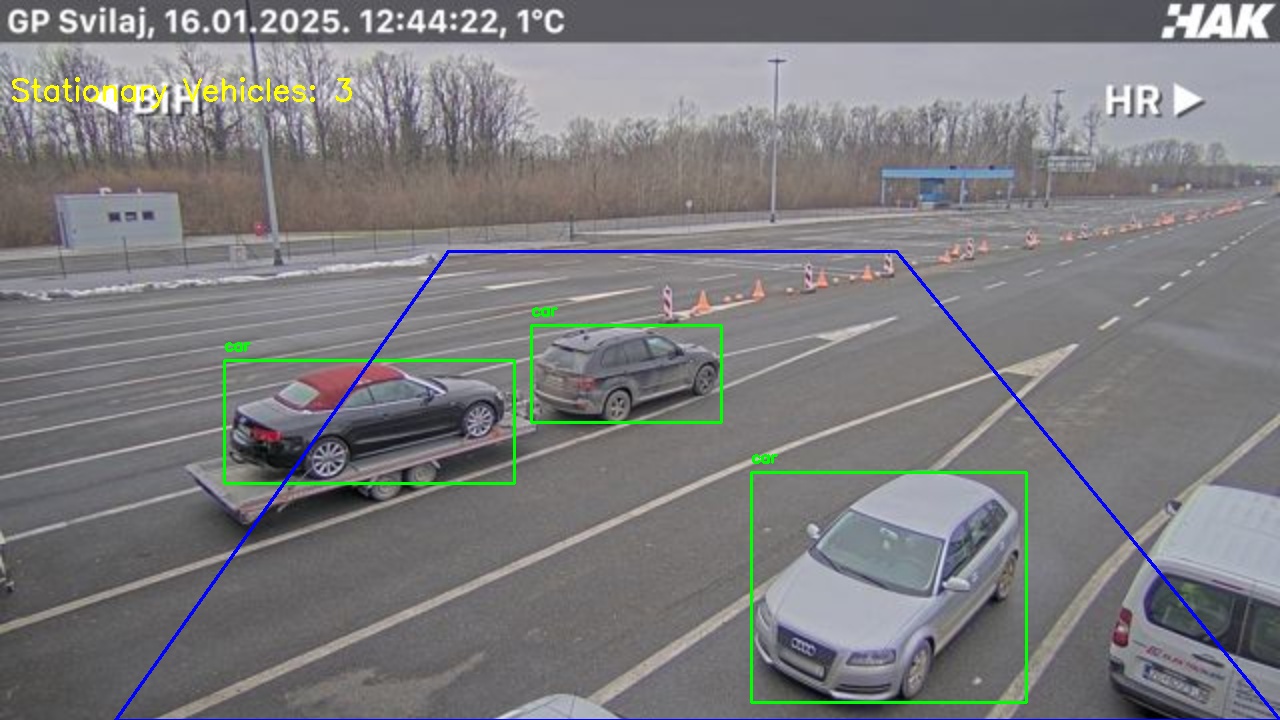 GP Svilaj, 16.01.2025. 12:44:22, 1°C
HAK
Stationary Vehicles: 3
BiH
HR
car
car
car